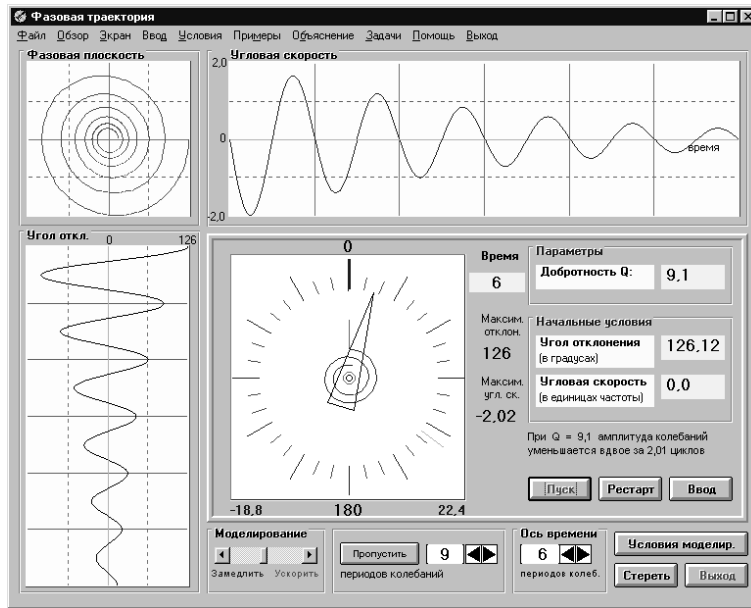 Фазовая траектория
Файл Обзор Экран Ввод Условия Примеры Объяснение Задачи Помощь Выход
Фазовая плоскость
Угловая скорость
2,0
0
-2,0
время
Угол откл. 0 126
0
180
-18,8
22,4
Время
6
Максим.
отклон.
126
Максим.
угл. ск.
-2,02
Параметры
Добротность Q: 9,1
Начальные условия
Угол отклонения 126,12
(в градусах)
Угловая скорость 0,0
(в единицах частоты)
При Q = 9,1 амплитуда колебаний
уменьшается вдвое за 2,01 циклов
Пуск Рестарт Ввод
Моделирование
Замедлить Ускорить
Пропустить 9
периодов колебаний
Ось времени
6
периодов колеб.
Условия моделир.
Стереть Выход